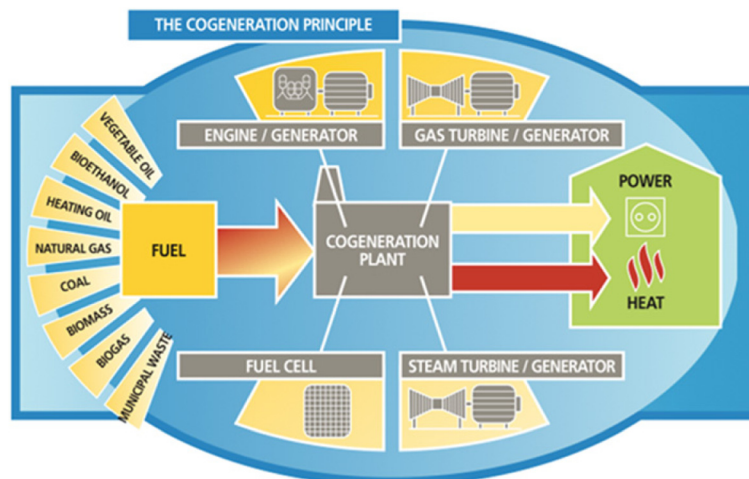 THE COGENERATION PRINCIPLE
ENGINE / GENERATOR
GAS TURBINE / GENERATOR
VEGETABLE OIL
BIOETHANOL
HEATING OIL
NATURAL GAS
COAL
BIOMASS
BIOGAS
MUNICIPAL WASTE
FUEL
COGENERATION
PLANT
POWER
HEAT
FUEL CELL
STEAM TURBINE / GENERATOR